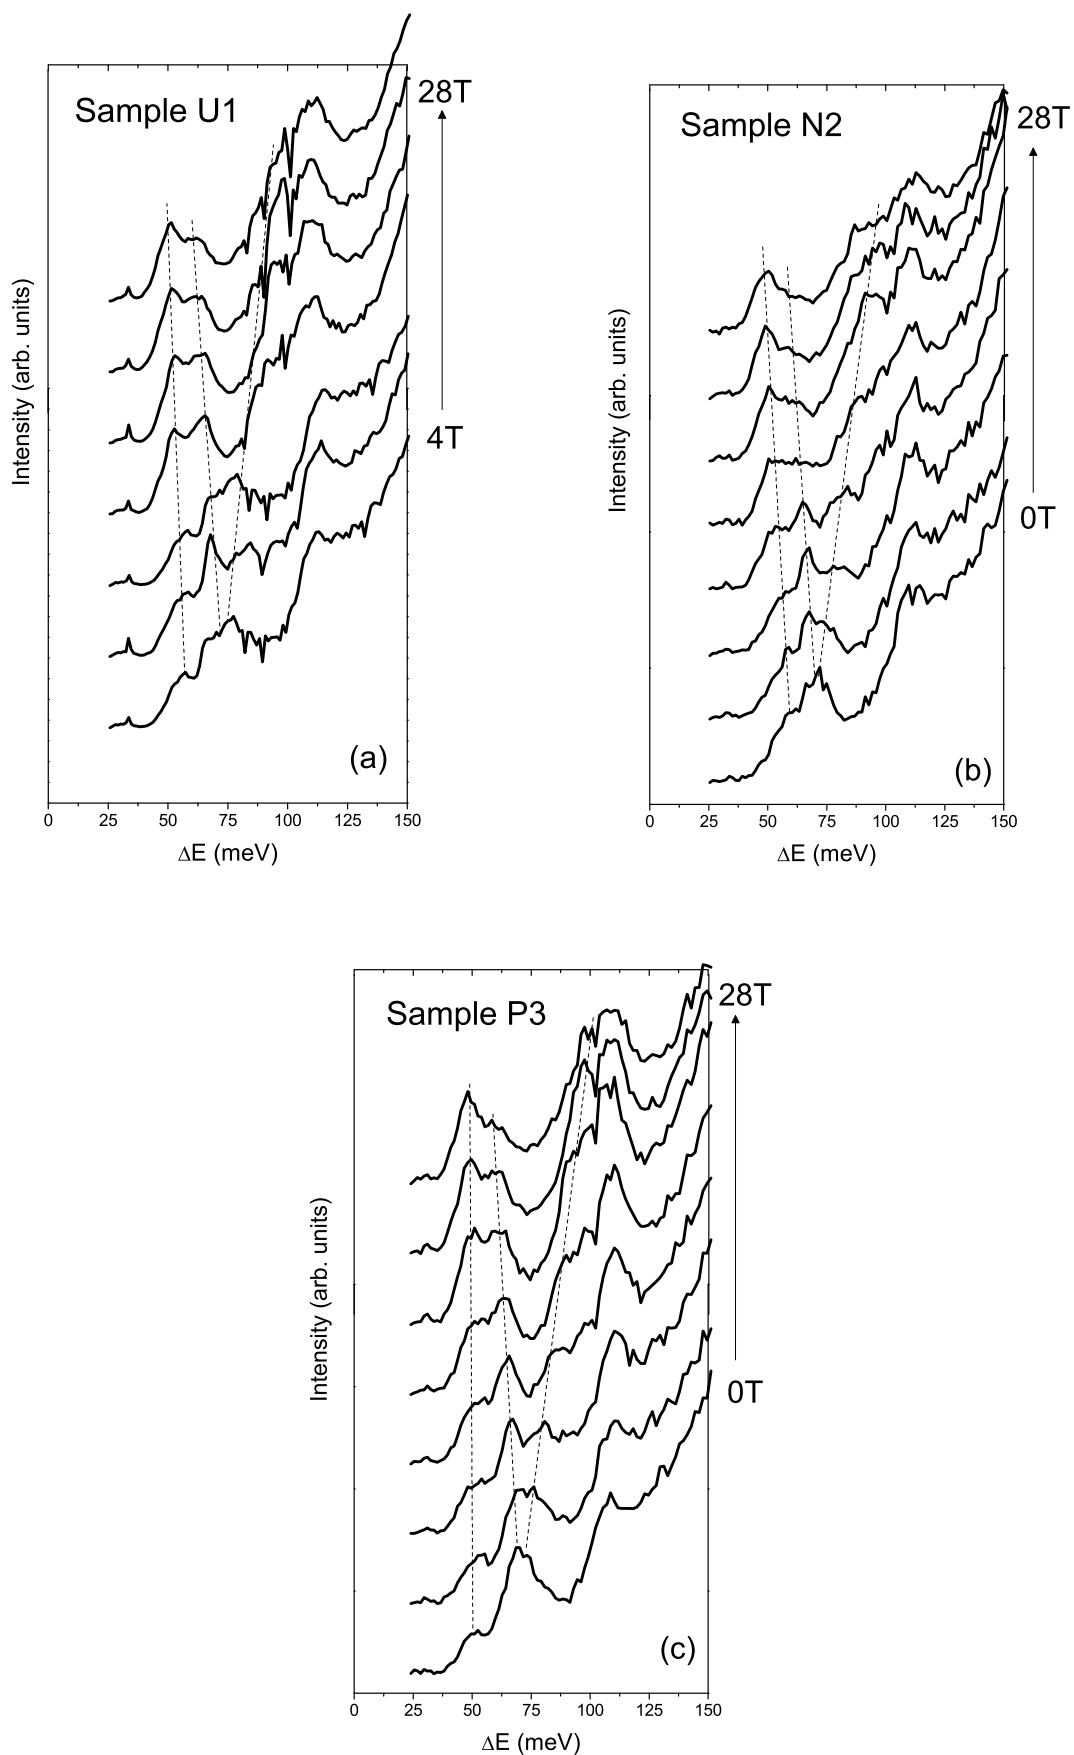 Sample U1
28T
4T
Intensity (arb. units)
(a)
0 25 50 75 100 125 150
ΔE (meV)
Sample N2
28T
0T
Intensity (arb. units)
(b)
0 25 50 75 100 125 150
ΔE (meV)
Sample P3
28T
0T
Intensity (arb. units)
(c)
0 25 50 75 100 125 150
ΔE (meV)